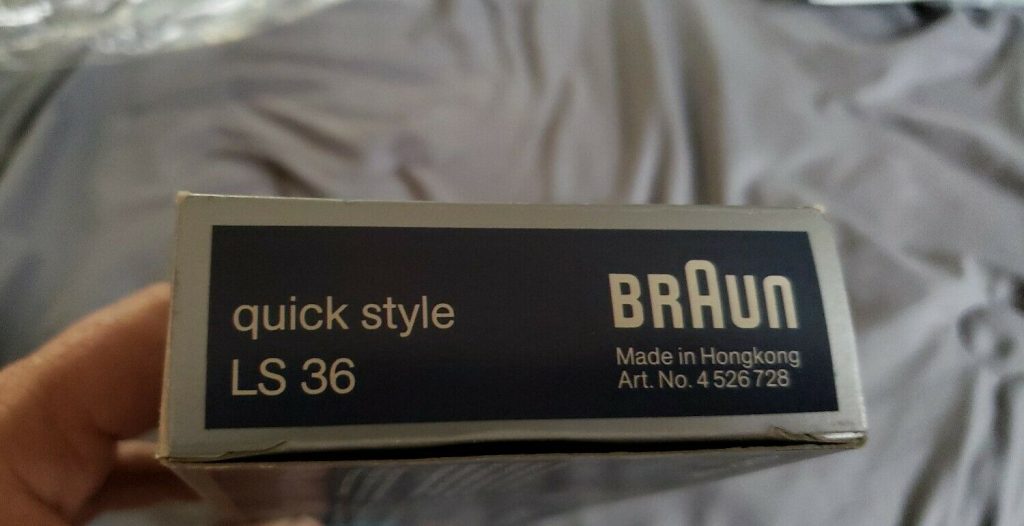 quick style
LS 36
BRAUN
Made in Hongkong
Art. No. 4 526 728